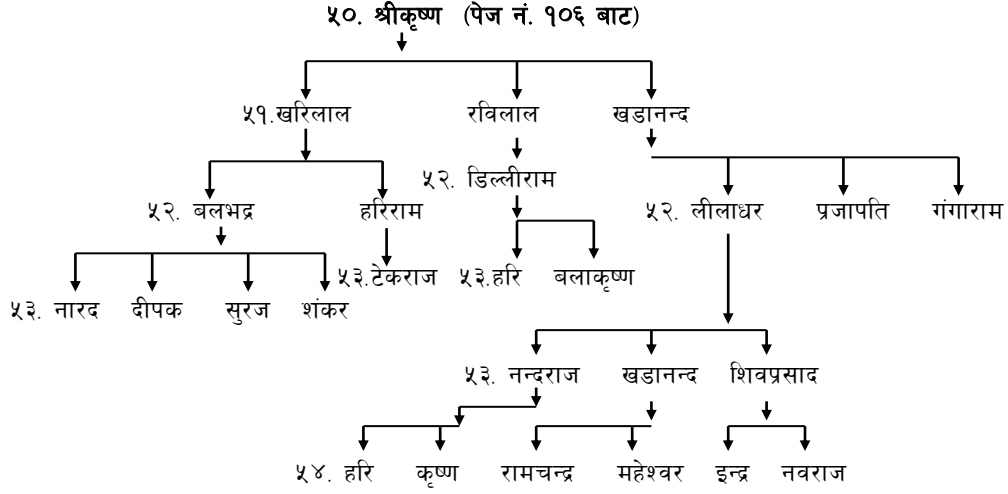 ५०. श्रीकृष्ण (पेज नं. १०६ बाट)
५१.खरिलाल रविलाल खडानन्द
५२. डिल्लीराम
५२. बलभद्र हरिराम ५२. लीलाधर प्रजापति गंगाराम
५३.टेकराज ५३.हरि बलाकृष्ण
५३. नारद दीपक सुरज शंकर
५३. नन्दराज खडानन्द शिवप्रसाद
५४. हरि कृष्ण रामचन्द्र महेश्वर इन्द्र नवराज